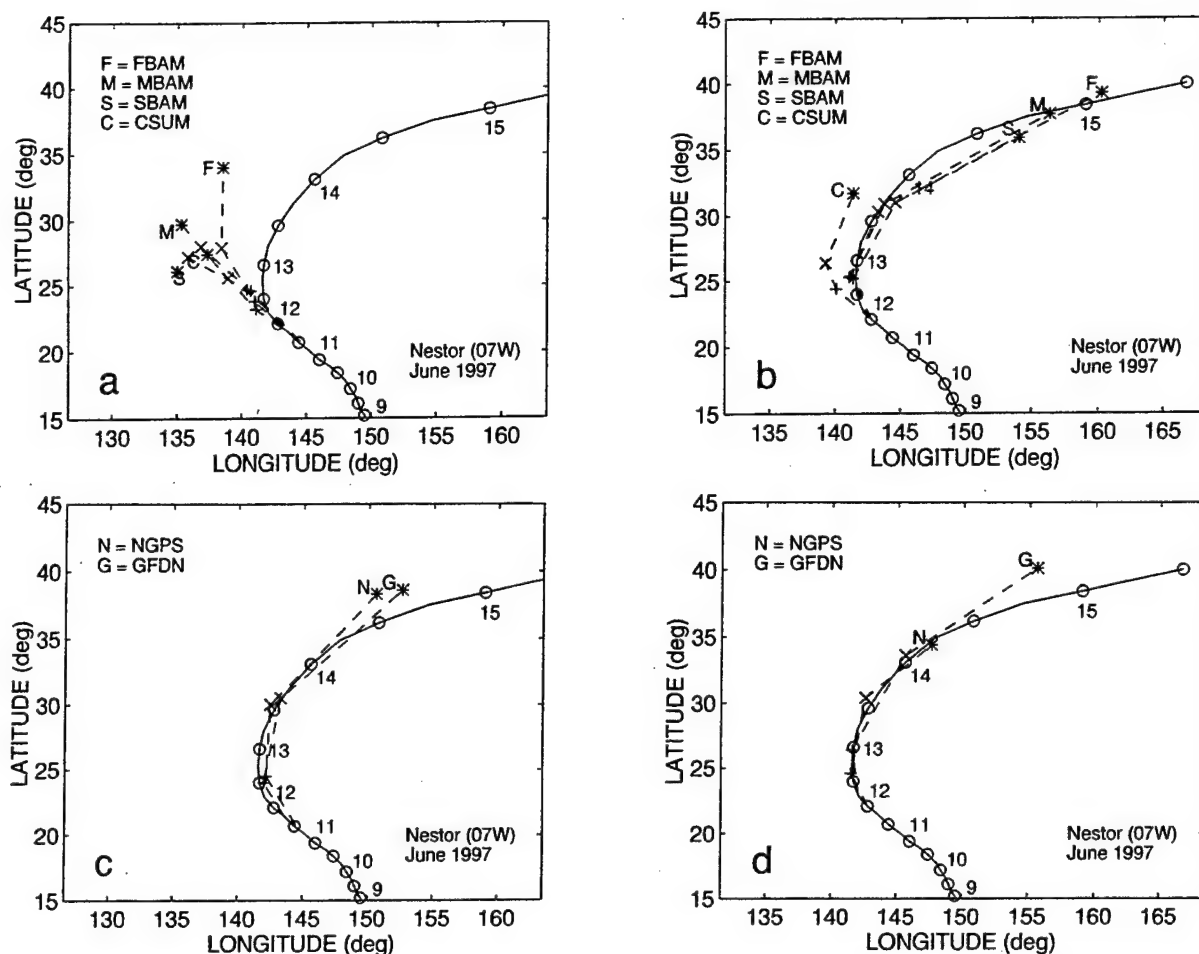 45
40
35
30
25
20
15
LATITUDE (deg)
F = FBAM
M = MBAM
S = SBAM
C = CSUM
F
M
C
S
15
14
13
12
11
10
9
Nestor (07W)
June 1997
a
130 135 140 145 150 155 160
LONGITUDE (deg)
45
40
35
30
25
20
15
LATITUDE (deg)
F = FBAM
M = MBAM
S = SBAM
C = CSUM
F
M
S
C
15
14
13
12
11
10
9
Nestor (07W)
June 1997
b
135 140 145 150 155 160 165
LONGITUDE (deg)
45
40
35
30
25
20
15
LATITUDE (deg)
N = NGPS
G = GFDN
N
G
15
14
13
12
11
10
9
Nestor (07W)
June 1997
c
130 135 140 145 150 155 160
LONGITUDE (deg)
45
40
35
30
25
20
15
LATITUDE (deg)
N = NGPS
G = GFDN
G
N
15
14
13
12
11
10
9
Nestor (07W)
June 1997
d
135 140 145 150 155 160 165
LONGITUDE (deg)